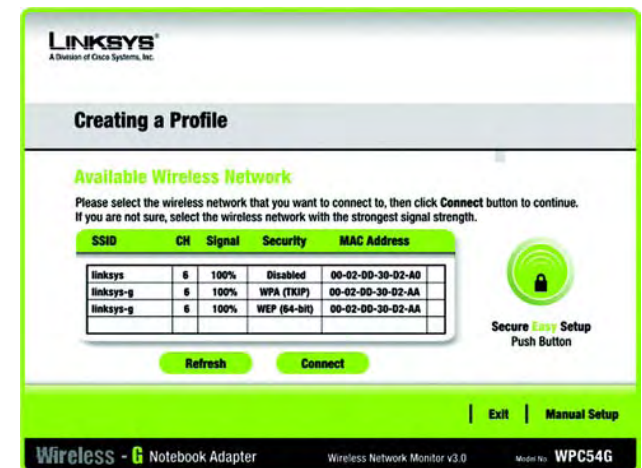 LINKSYS®
A Division of Cisco Systems, Inc.
Creating a Profile
Available Wireless Network
Please select the wireless network that you want to connect to, then click Connect button to continue.
If you are not sure, select the wireless network with the strongest signal strength.
SSID CH Signal Security MAC Address
linksys 6 100% Disabled 00-02-DD-30-D2-A0
linksys-g 6 100% WPA (TKIP) 00-02-DD-30-D2-AA
linksys-g 6 100% WEP (64-bit) 00-02-DD-30-D2-AA
Secure Easy Setup
Push Button
Refresh Connect
Exit Manual Setup
Wireless - G Notebook Adapter Wireless Network Monitor v3.0 Model No. WPC54G